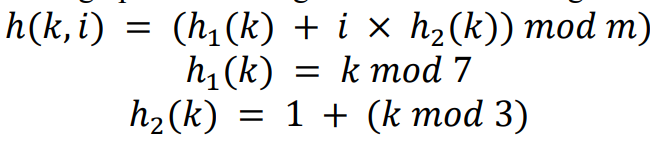 h(k, i) = (h₁(k) + i × h₂(k)) mod m)
h₁(k) = k mod 7
h₂(k) = 1 + (k mod 3)